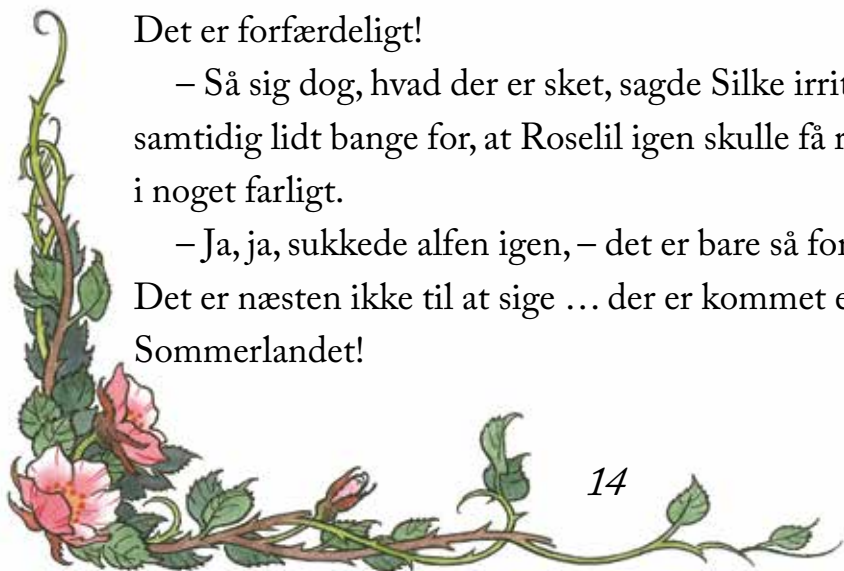 Det er forfærdeligt!
– Så sig dog, hvad der er sket, sagde Silke
samtidig lidt bange for, at Roselil igen skulle få
i noget farligt.
– Ja, ja, sukkede alfen igen, – det er bare så
Det er næsten ikke til at sige … der er kommet
Sommerlandet!
14